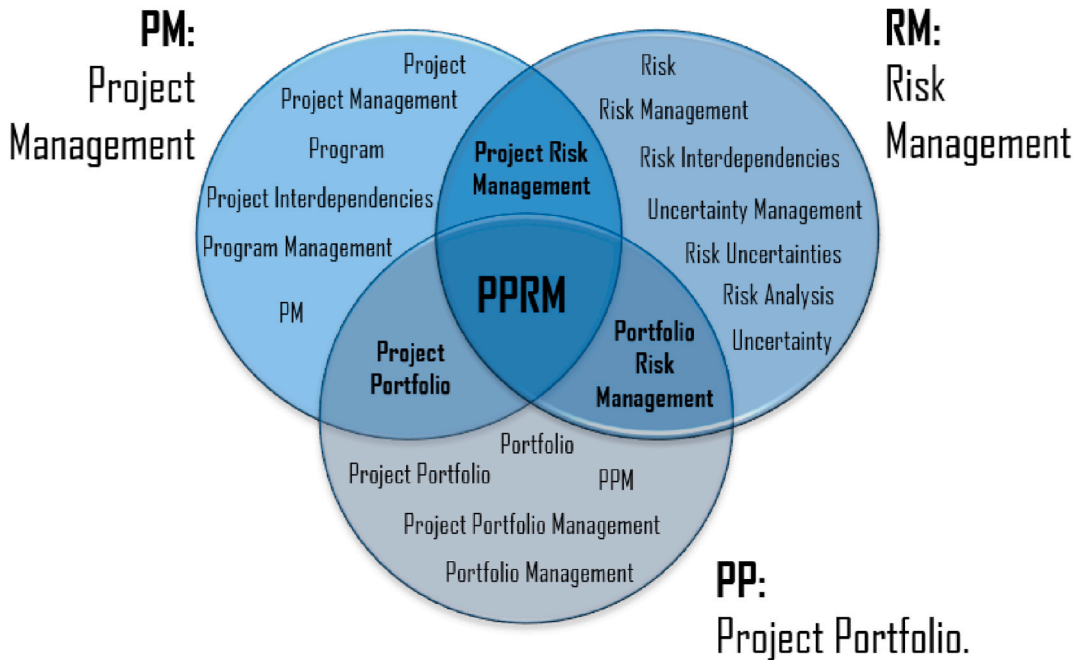 PM:
Project
Management
RM:
Risk
Management
Project
Project Management
Program
Project Interdependencies
Program Management
PM
Project Risk
Management
Risk
Risk Management
Risk Interdependencies
Uncertainty Management
Risk Uncertainties
Risk Analysis
Uncertainty
PPRM
Project
Portfolio
Portfolio
Risk
Management
Portfolio
Project Portfolio
PPM
Project Portfolio Management
Portfolio Management
PP:
Project Portfolio.